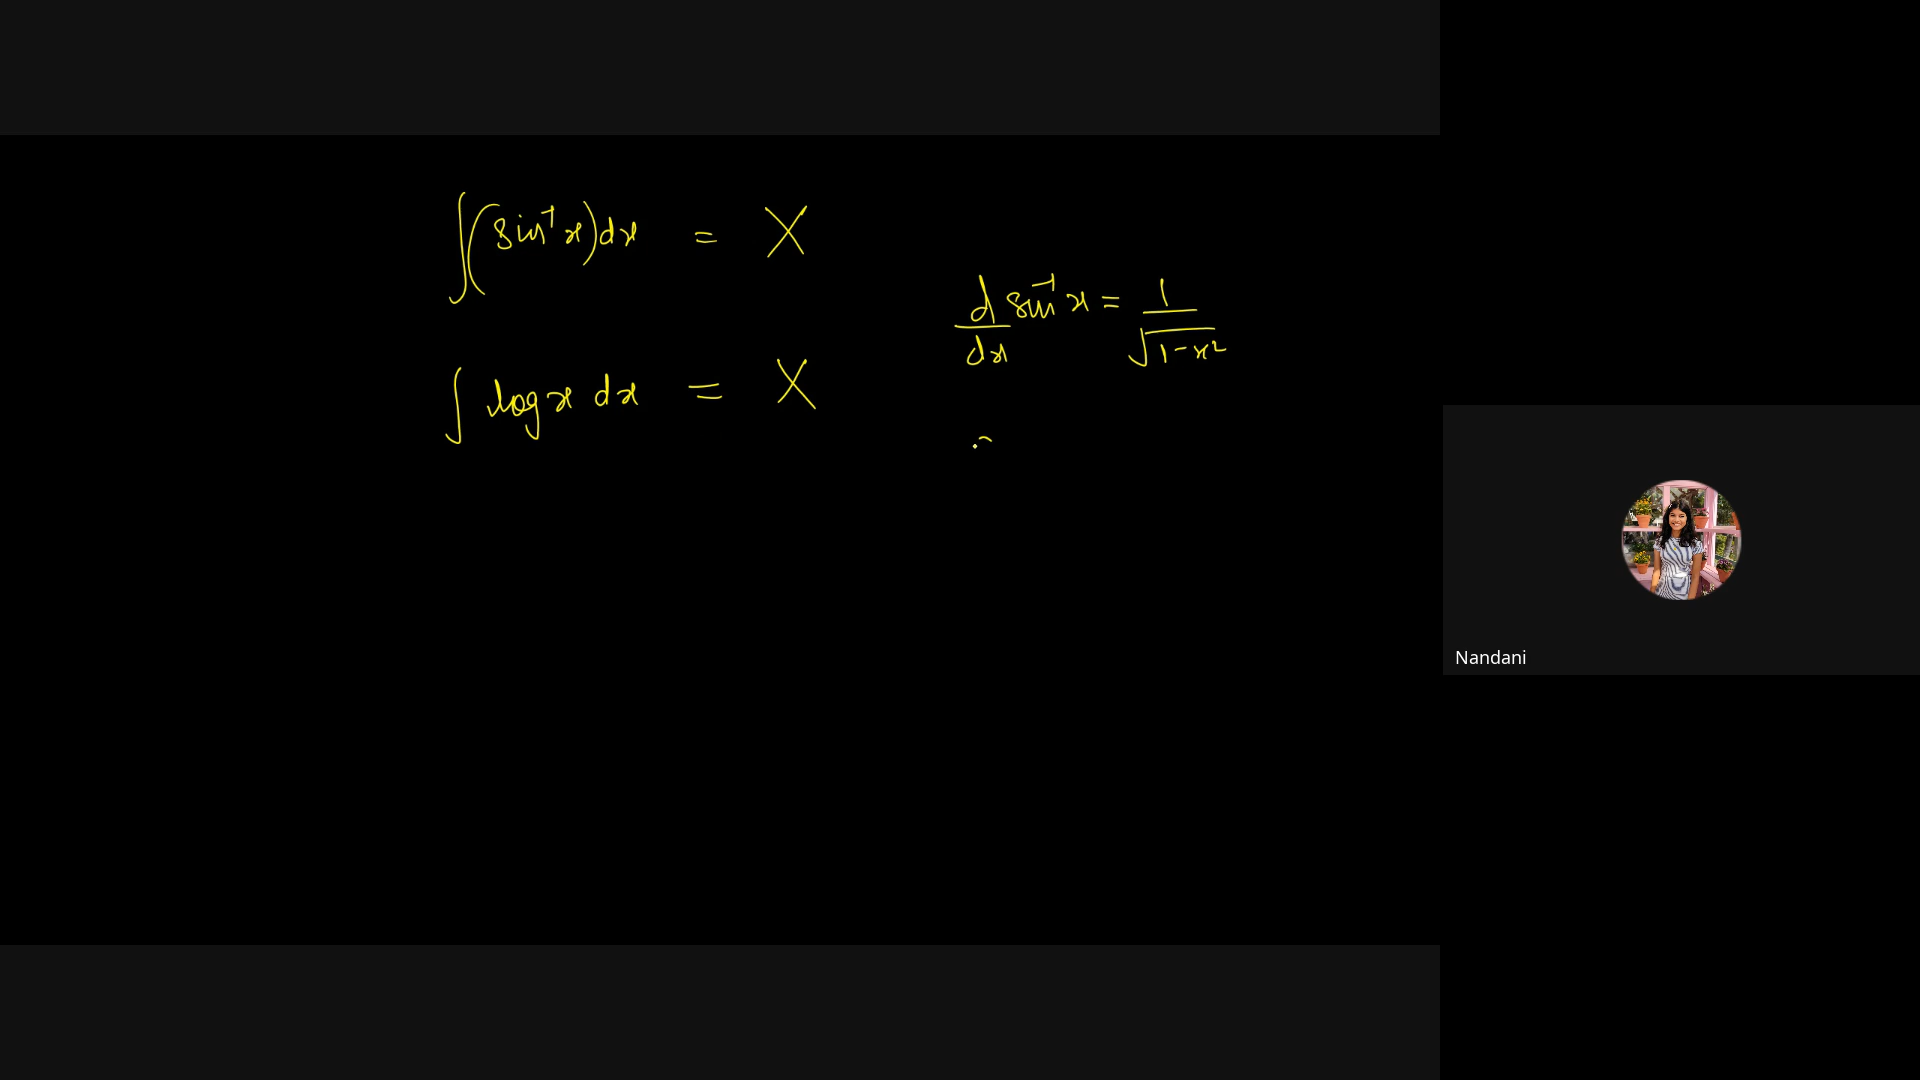 ∫(sin⁻¹x)dx = X
d/dx sin⁻¹x = 1/√(1-x²)
∫ log x dx = X
Nandani